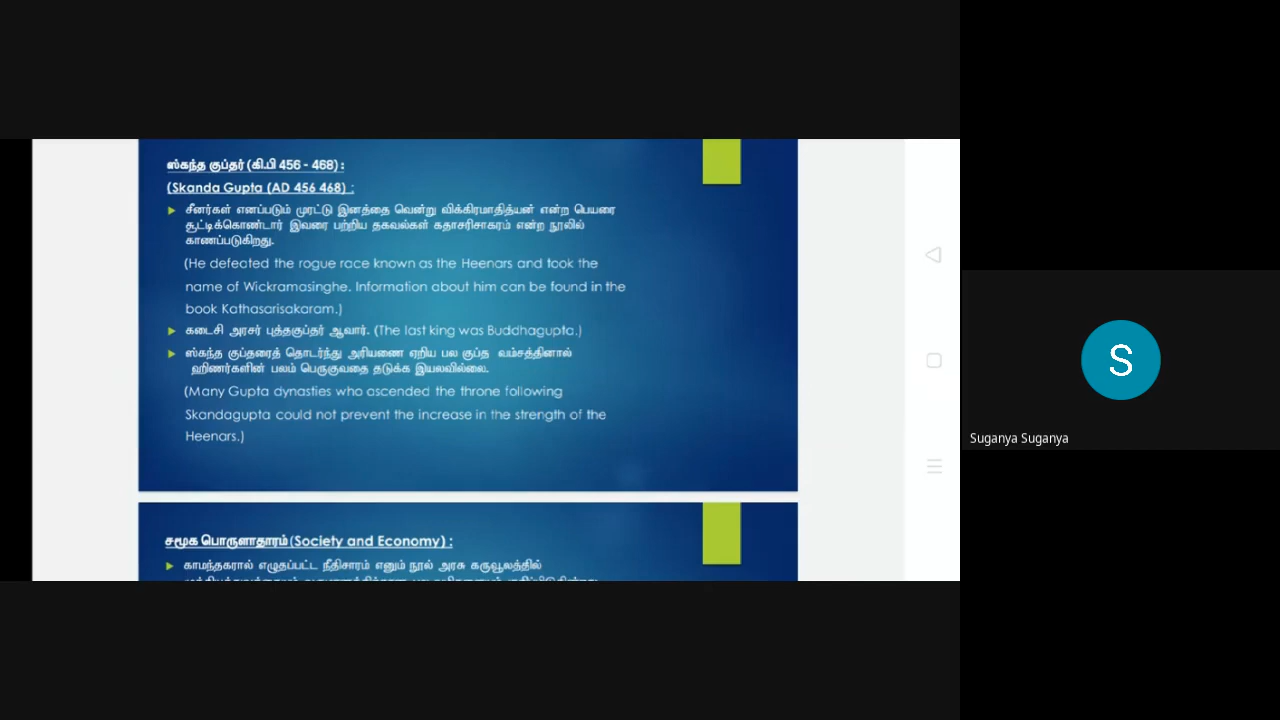 ஸ்கந்த குப்தர் (கி.பி 456 - 468) :
(Skanda Gupta (AD 456 468) :
சீனர்கள் எனப்படும் முரட்டு இனத்தை வென்று விக்கிரமாதித்யன் என்ற பெயரை
சூட்டிக்கொண்டார் இவரை பற்றிய தகவல்கள் கதாசரிசாகரம் என்ற நூலில்
காணப்படுகிறது.
(He defeated the rogue race known as the Heenars and took the
name of Wickramasinghe. Information about him can be found in the
book Kathasarisakaram.)
கடைசி அரசர் புத்தகுப்தர் ஆவார். (The last king was Buddhagupta.)
ஸ்கந்த குப்தரைத் தொடர்ந்து அரியணை ஏறிய பல குப்த வம்சத்தினால்
ஹிணர்களின் பலம் பெருகுவதை தடுக்க இயலவில்லை.
(Many Gupta dynasties who ascended the throne following
Skandagupta could not prevent the increase in the strength of the
Heenars.)
சமூக பொருளாதாரம் (Society and Economy) :
காமந்தகரால் எழுதப்பட்ட நீதிசாரம் எனும் நூல் அரசு கருவூலத்தில்
S
Suganya Suganya